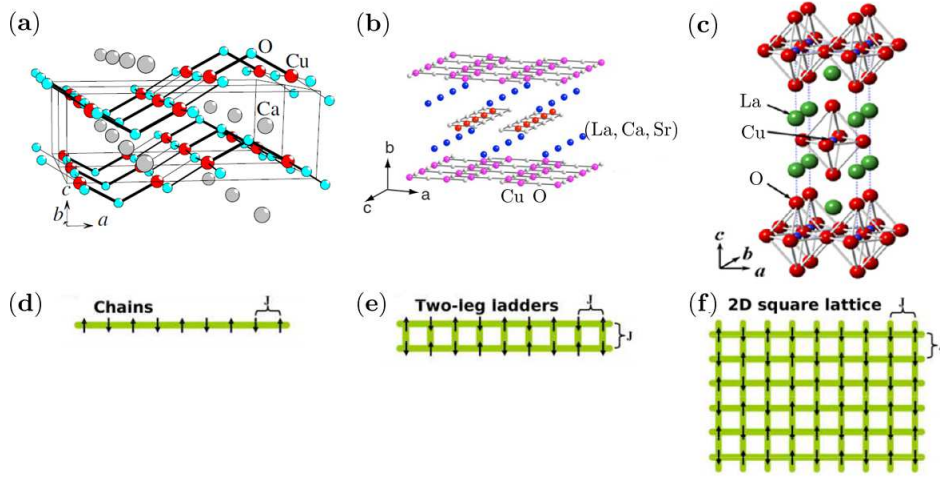 (a)
O
Cu
Ca
c
b
a
(b)
(La, Ca, Sr)
b
a
c
Cu O
(c)
La
Cu
O
c
b
a
(d)
Chains
J
(e)
Two-leg ladders
J
J
(f)
2D square lattice
J